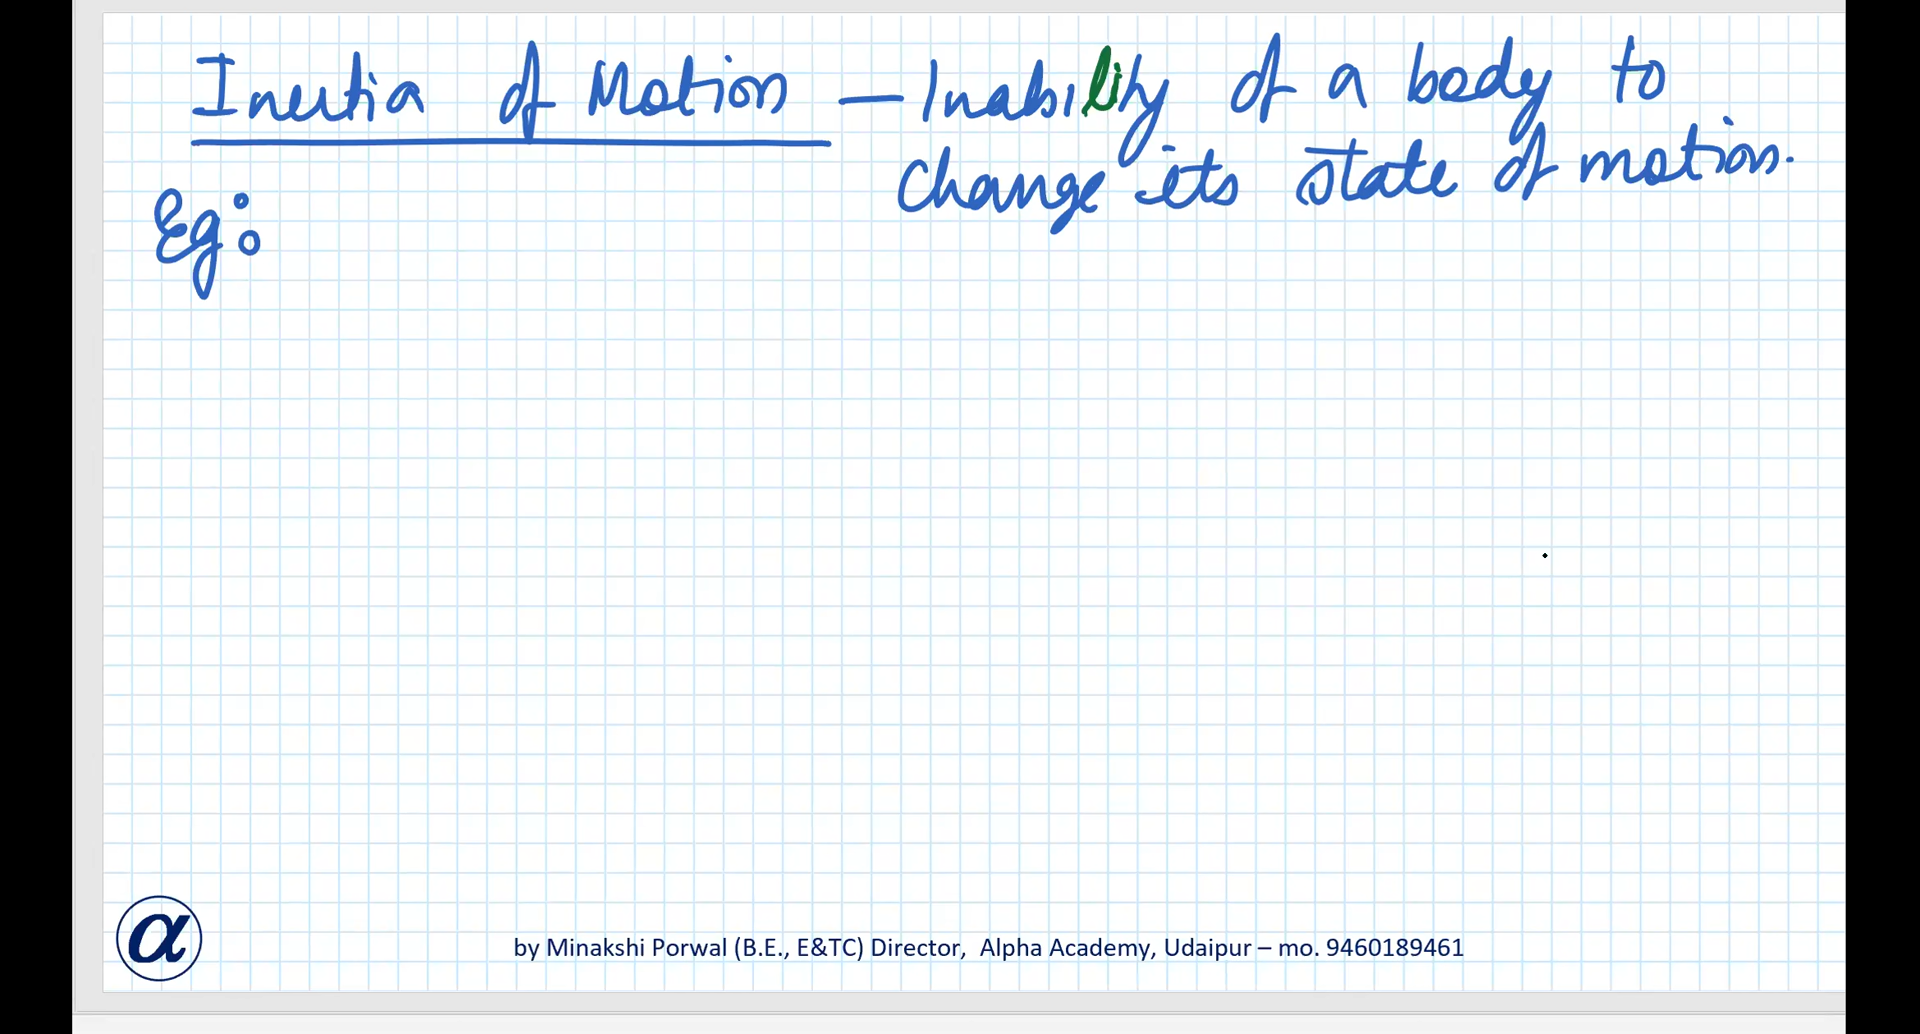 Inertia of Motion — Inability of a body to
change its state of motion.
Eg:
α
by Minakshi Porwal (B.E., E&TC) Director, Alpha Academy, Udaipur – mo. 9460189461